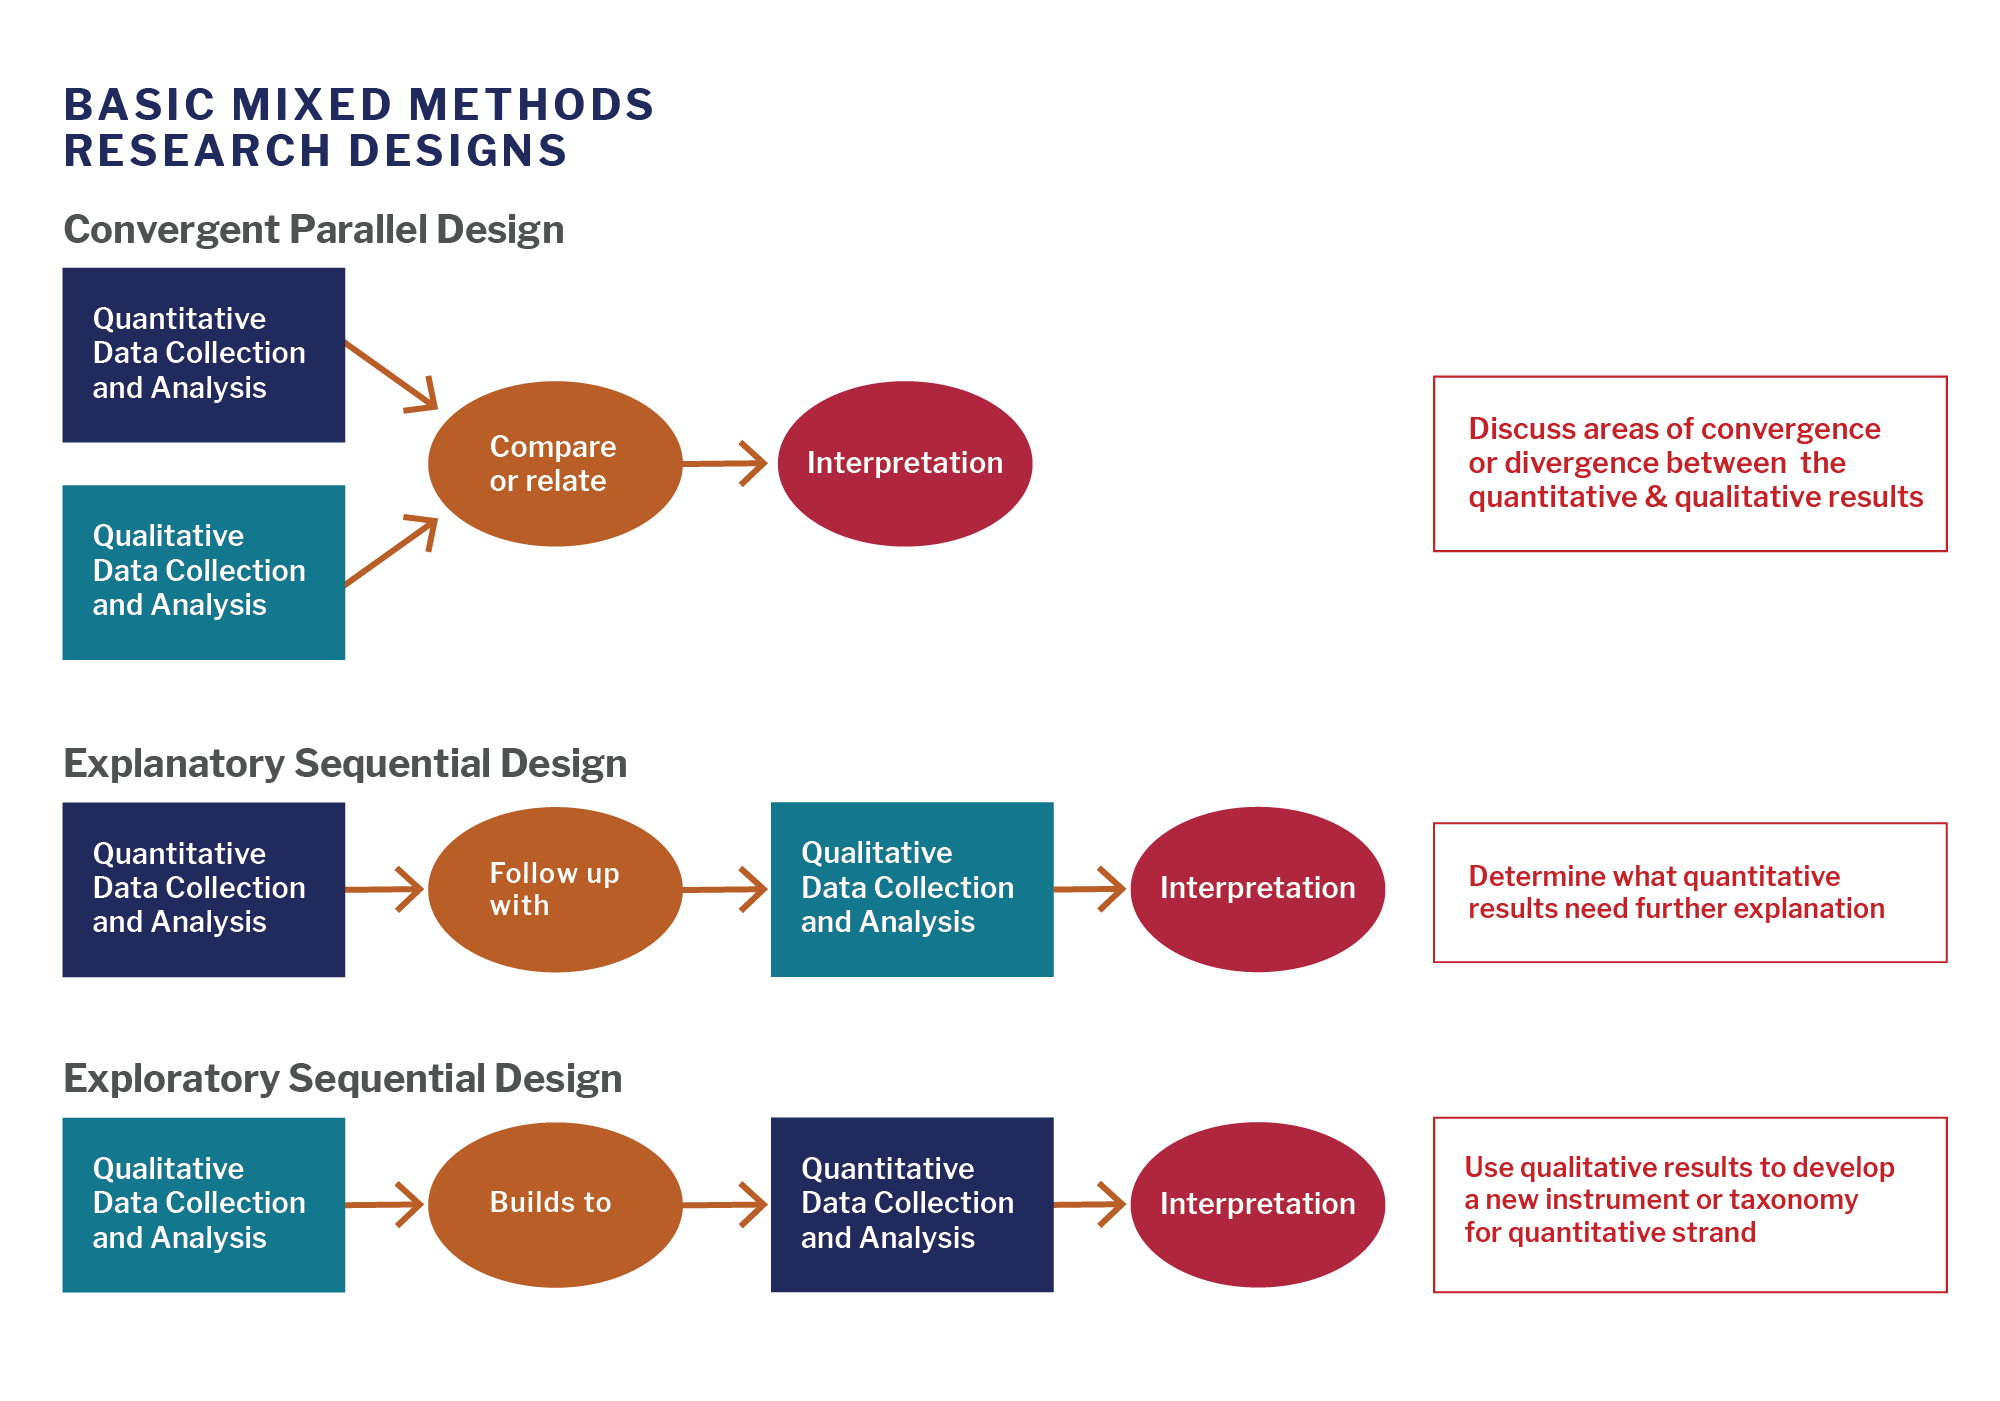 BASIC MIXED METHODS
RESEARCH DESIGNS
Convergent Parallel Design
Quantitative
Data Collection
and Analysis
Qualitative
Data Collection
and Analysis
Compare
or relate
Interpretation
Discuss areas of convergence
or divergence between  the
quantitative & qualitative results
Explanatory Sequential Design
Quantitative
Data Collection
and Analysis
Follow up
with
Qualitative
Data Collection
and Analysis
Interpretation
Determine what quantitative
results need further explanation
Exploratory Sequential Design
Qualitative
Data Collection
and Analysis
Builds to
Quantitative
Data Collection
and Analysis
Interpretation
Use qualitative results to develop
a new instrument or taxonomy
for quantitative strand